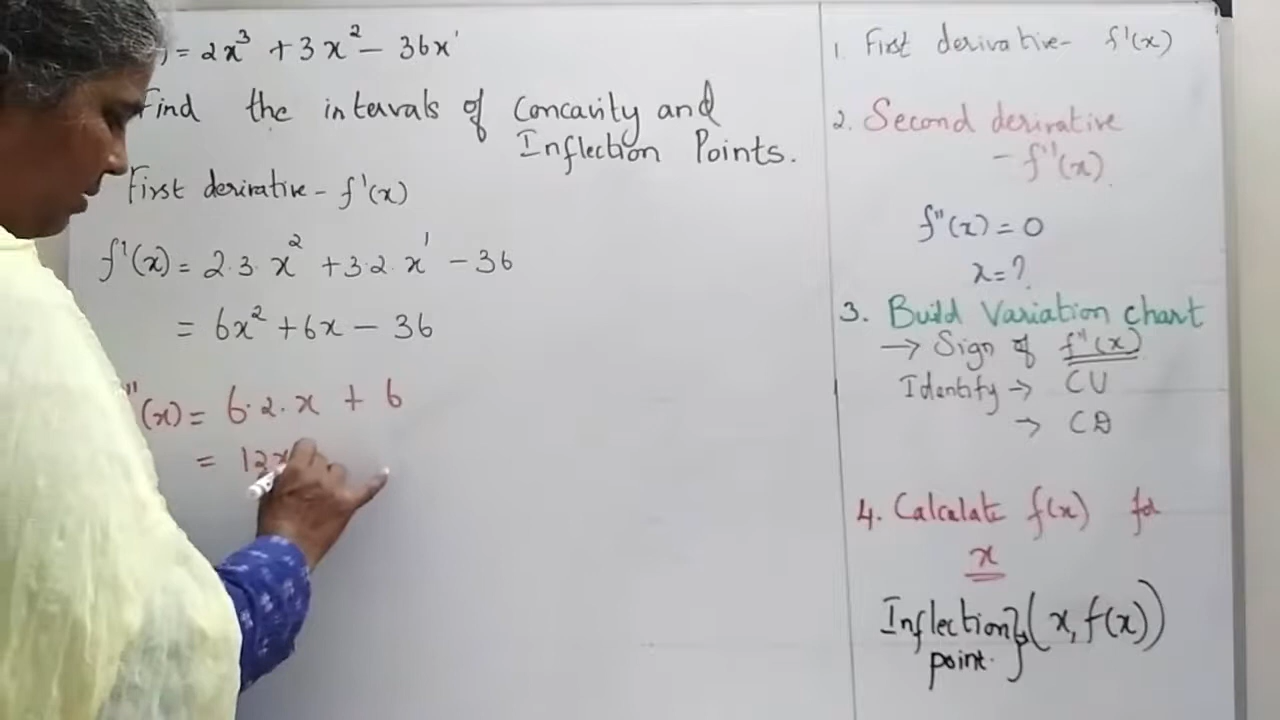 ) = 2x³ + 3x² - 36x'
Find the intervals of Concavity and
Inflection Points.
First derivative - f'(x)
f'(x) = 2·3· x² + 3·2· x¹ - 36
= 6x² + 6x - 36
"(x) = 6·2·x + 6
= 12x
1. First derivative - f'(x)
2. Second derivative
- f''(x)
f''(x) = 0
x = ?
3. Build Variation chart
→ Sign of f''(x)
Identify → CU
→ CD
4. Calculate f(x) for
x
Inflection } (x, f(x))
point.